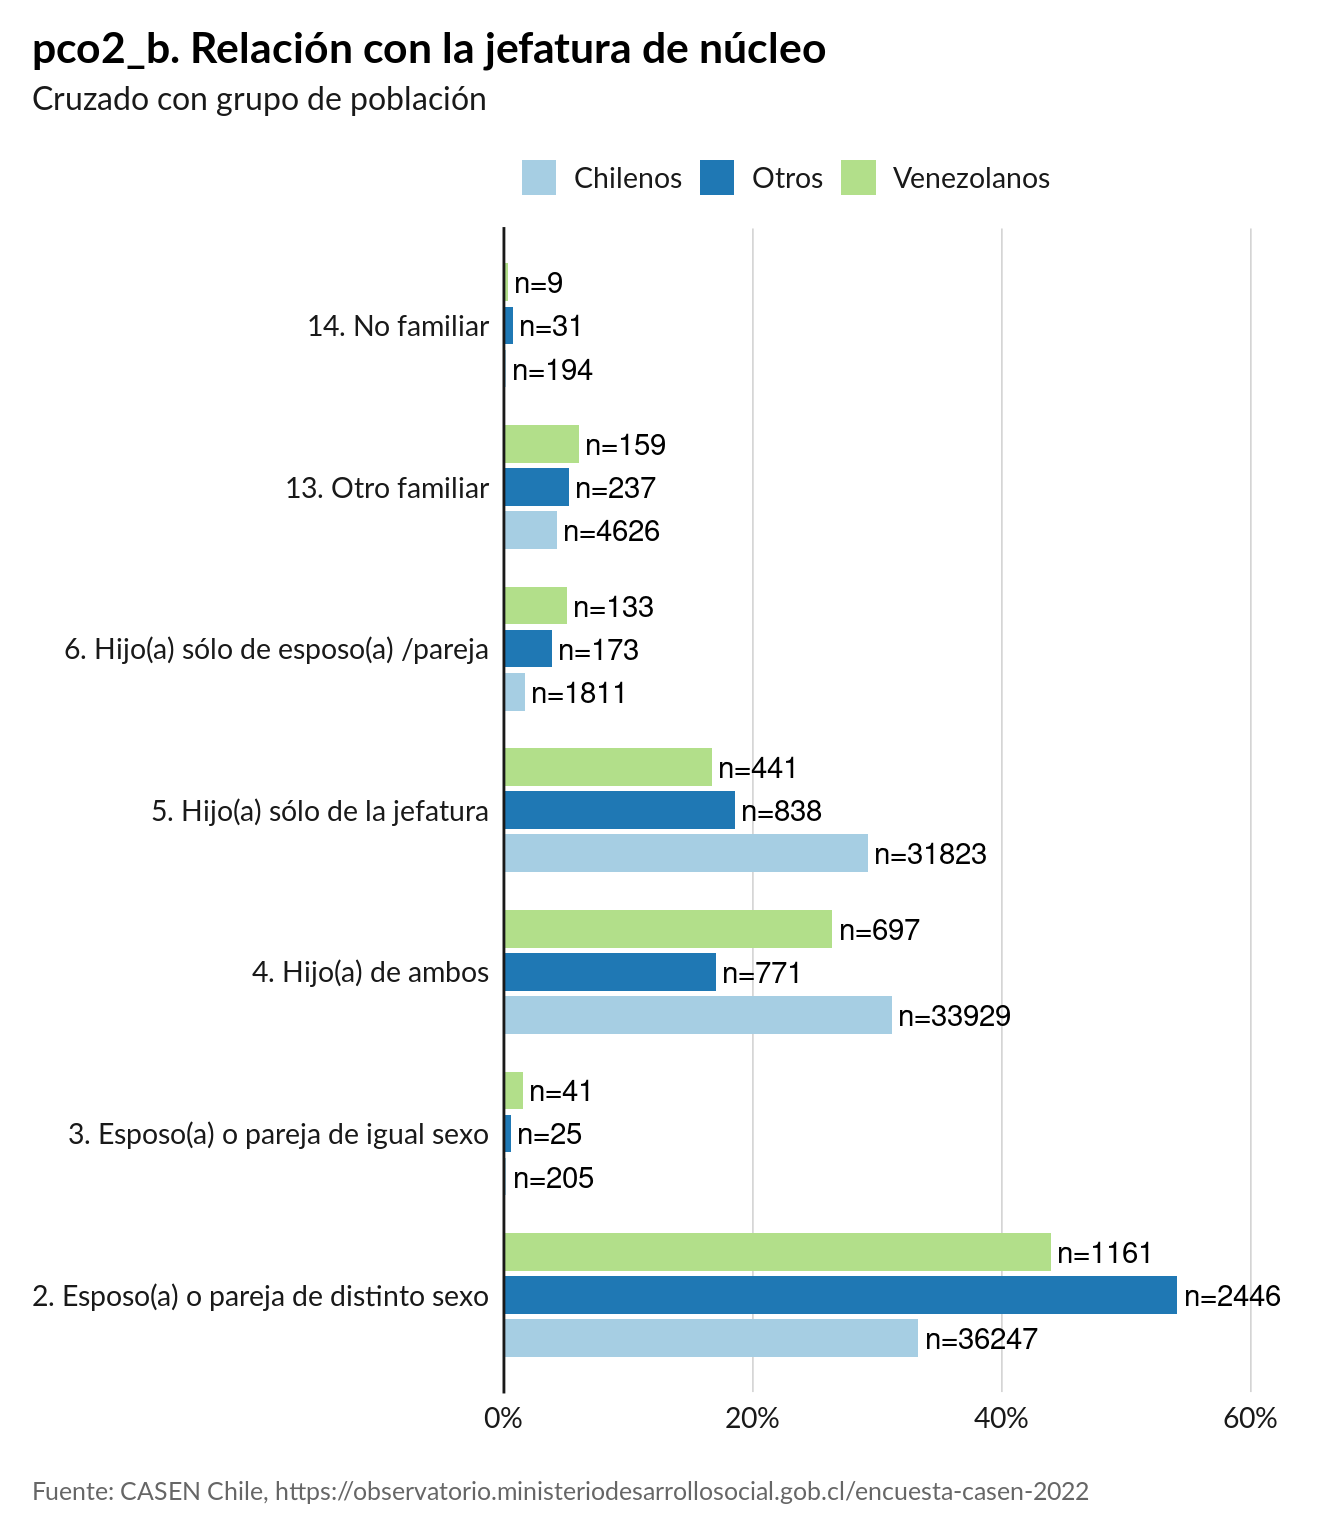 pco2_b. Relación con la jefatura de núcleo
Cruzado con grupo de población
Chilenos Otros Venezolanos
n=9
14. No familiar n=31
n=194
n=159
13. Otro familiar n=237
n=4626
n=133
6. Hijo(a) sólo de esposo(a) /pareja n=173
n=1811
n=441
5. Hijo(a) sólo de la jefatura n=838
n=31823
n=697
4. Hijo(a) de ambos n=771
n=33929
n=41
3. Esposo(a) o pareja de igual sexo n=25
n=205
n=1161
2. Esposo(a) o pareja de distinto sexo n=2446
n=36247
0% 20% 40% 60%
Fuente: CASEN Chile, https://observatorio.ministeriodesarrollosocial.gob.cl/encuesta-casen-2022